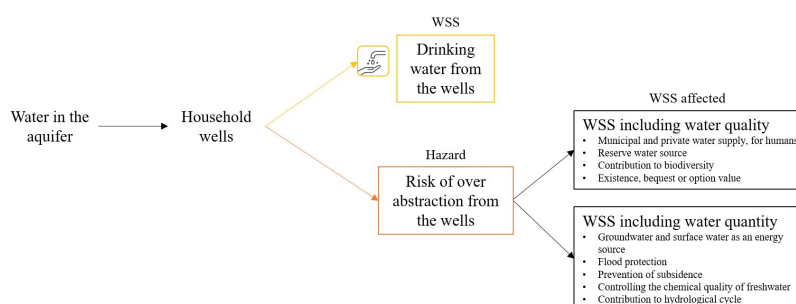 WSS
Drinking
water from
the wells
Water in the
aquifer
Household
wells
Hazard
Risk of over
abstraction from
the wells
WSS affected
WSS including water quality
• Municipal and private water supply, for humans
• Reserve water source
• Contribution to biodiversity
• Existence, bequest or option value
WSS including water quantity
• Groundwater and surface water as an energy
source
• Flood protection
• Prevention of subsidence
• Controlling the chemical quality of freshwater
• Contribution to hydrological cycle